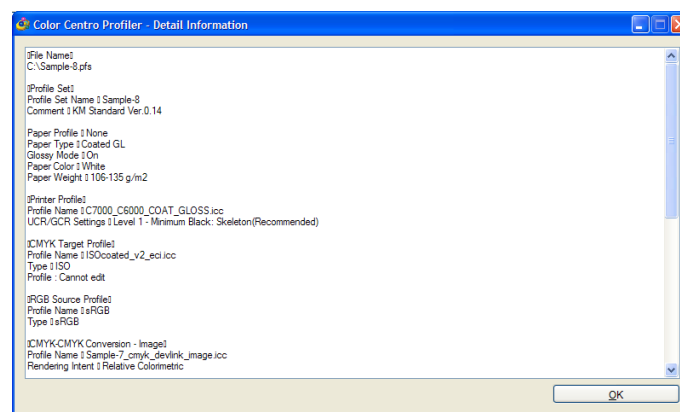 Color Centro Profiler - Detail Information
▯File Name▯
C:\Sample-8.pfs
▯Profile Set▯
Profile Set Name ▯ Sample-8
Comment ▯ KM Standard Ver.0.14
Paper Profile ▯ None
Paper Type ▯ Coated GL
Glossy Mode ▯ On
Paper Color ▯ White
Paper Weight ▯ 106-135 g/m2
▯Printer Profile▯
Profile Name ▯ C7000_C6000_COAT_GLOSS.icc
UCR/GCR Settings ▯ Level 1 - Minimum Black: Skeleton(Recommended)
▯CMYK Target Profile▯
Profile Name ▯ ISOcoated_v2_eci.icc
Type ▯ ISO
Profile : Cannot edit
▯RGB Source Profile▯
Profile Name ▯ sRGB
Type ▯ sRGB
▯CMYK-CMYK Conversion - Image▯
Profile Name ▯ Sample-7_cmyk_devlink_image.icc
Rendering Intent ▯ Relative Colorimetric
OK